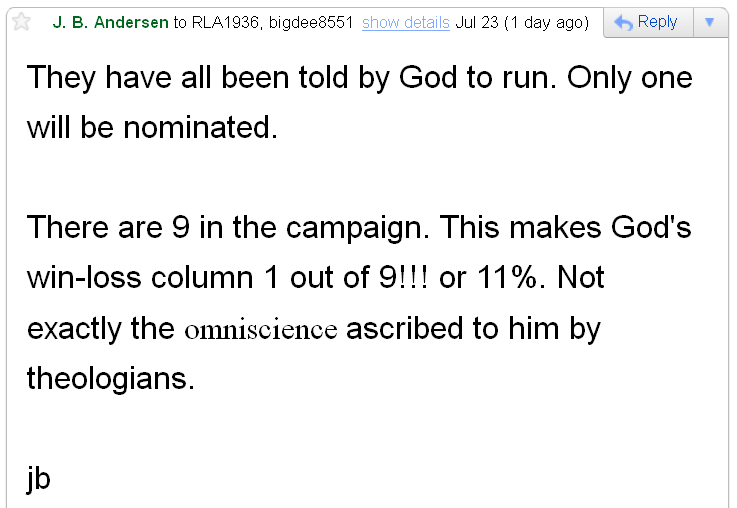 J. B. Andersen to RLA1936, bigdee8551 show details Jul 23 (1 day ago) Reply
They have all been told by God to run. Only one
will be nominated.
There are 9 in the campaign. This makes God's
win-loss column 1 out of 9!!! or 11%. Not
exactly the omniscience ascribed to him by
theologians.
jb